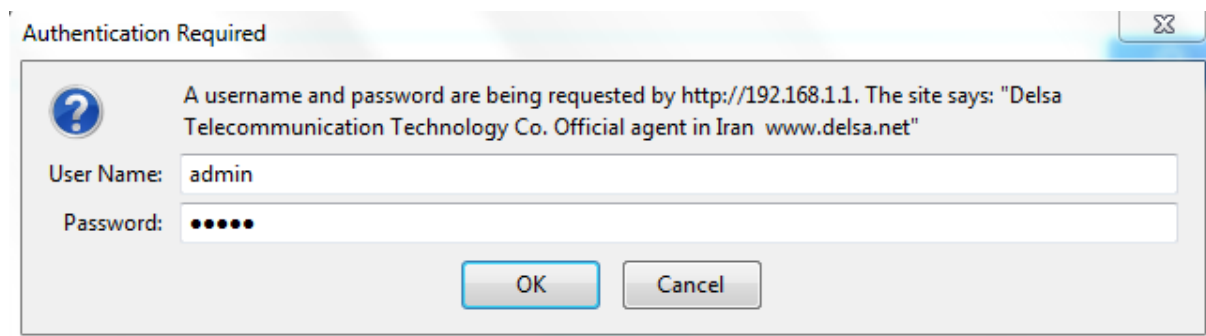 Authentication Required
A username and password are being requested by http://192.168.1.1. The site says: "Delsa
Telecommunication Technology Co. Official agent in Iran  www.delsa.net"
User Name: admin
Password: •••••
OK Cancel